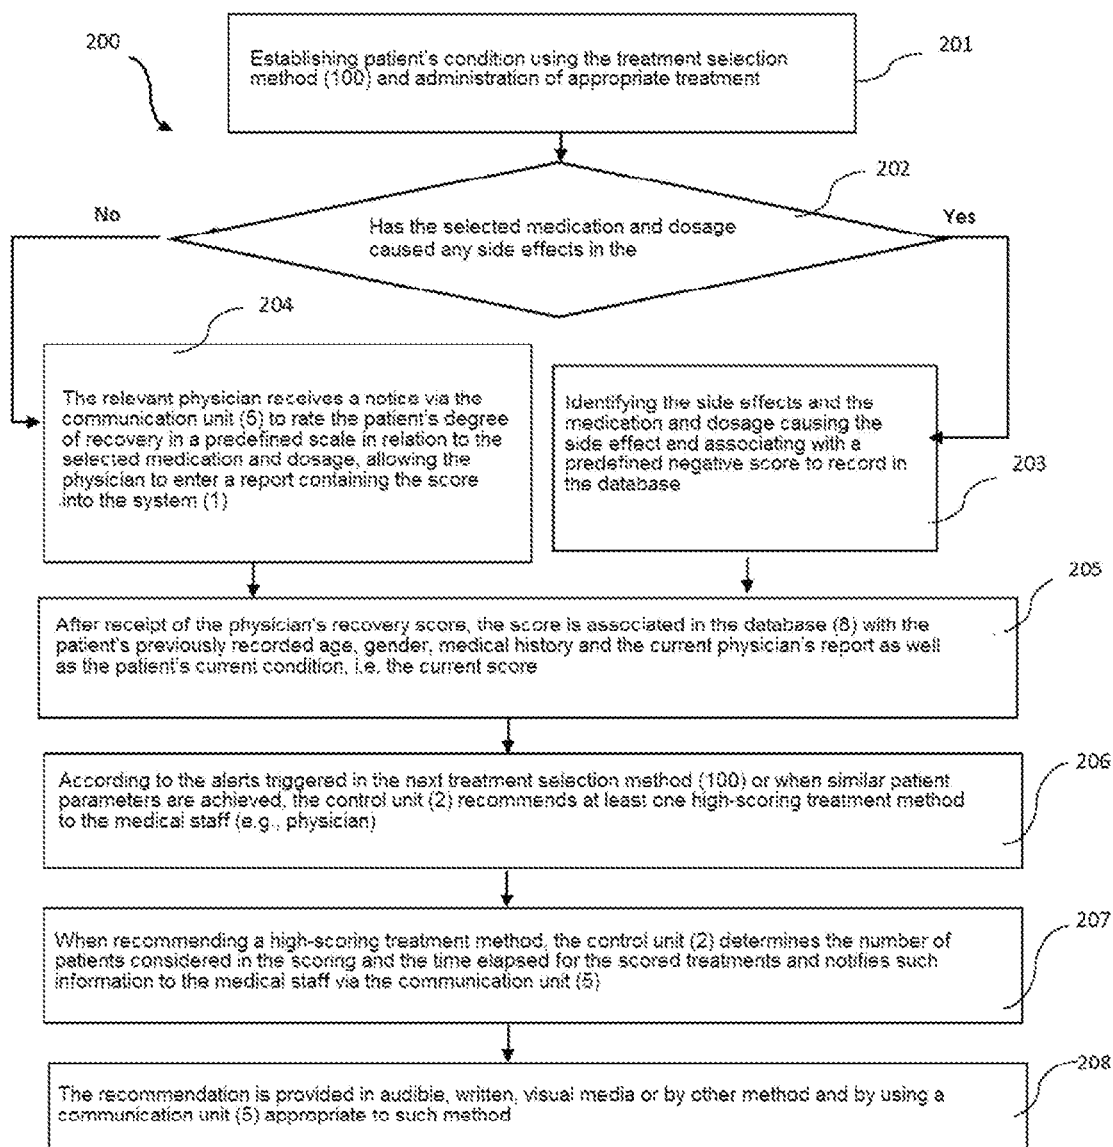 200
201
Establishing patient's condition using the treatment selection
method (100) and administration of appropriate treatment
202
No
Yes
Has the selected medication and dosage
caused any side effects in the
204
The relevant physician receives a notice via the
communication unit (5) to rate the patient's degree
of recovery in a predefined scale in relation to the
selected medication and dosage, allowing the
physician to enter a report containing the score
into the system (1)
Identifying the side effects and the
medication and dosage causing the
side effect and associating with a
predefined negative score to record in
the database
203
205
After receipt of the physician's recovery score, the score is associated in the database (8) with the
patient's previously recorded age, gender, medical history and the current physician's report as well
as the patient's current condition, i.e. the current score
206
According to the alerts triggered in the next treatment selection method (100) or when similar patient
parameters are achieved, the control unit (2) recommends at least one high-scoring treatment method
to the medical staff (e.g., physician)
207
When recommending a high-scoring treatment method, the control unit (2) determines the number of
patients considered in the scoring and the time elapsed for the scored treatments and notifies such
information to the medical staff via the communication unit (5)
208
The recommendation is provided in audible, written, visual media or by other method and by using a
communication unit (5) appropriate to such method